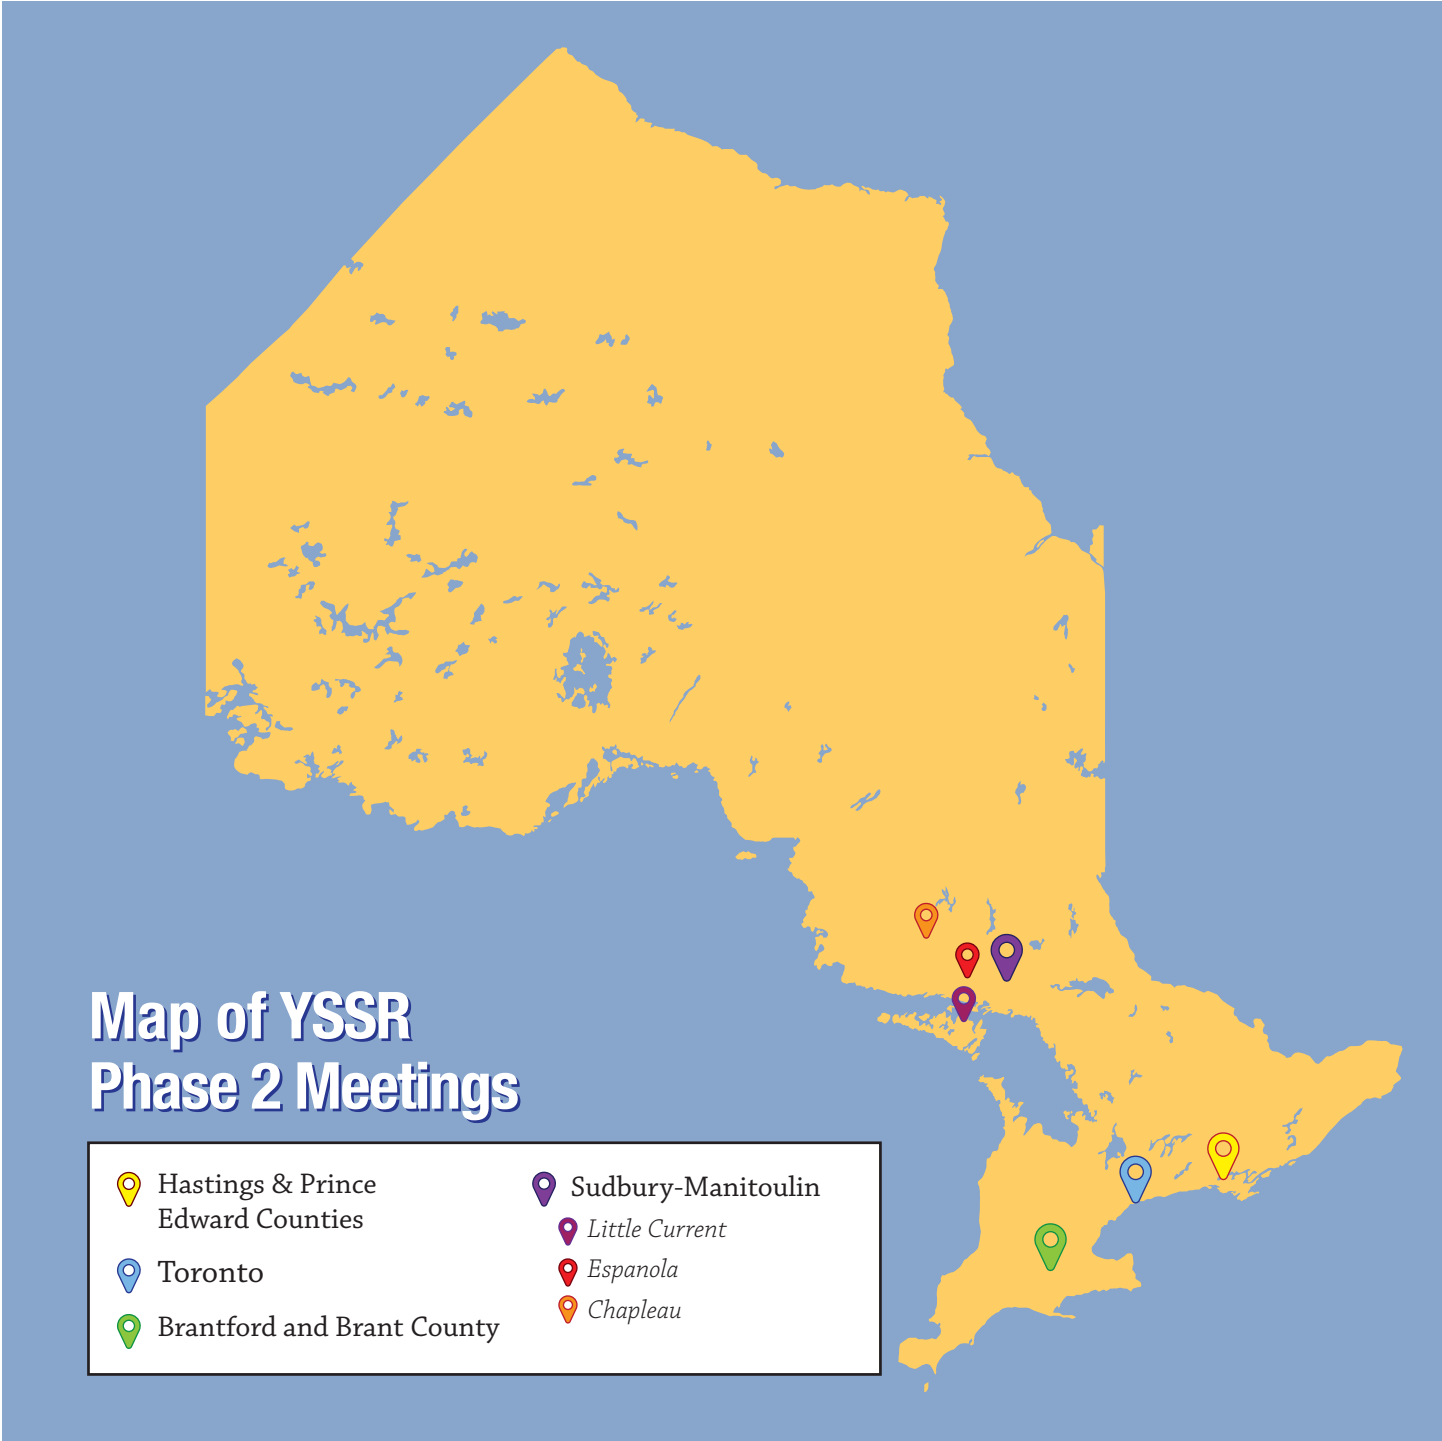 Map of YSSR
Phase 2 Meetings
Hastings & Prince
Edward Counties
Toronto
Brantford and Brant County
Sudbury-Manitoulin
Little Current
Espanola
Chapleau